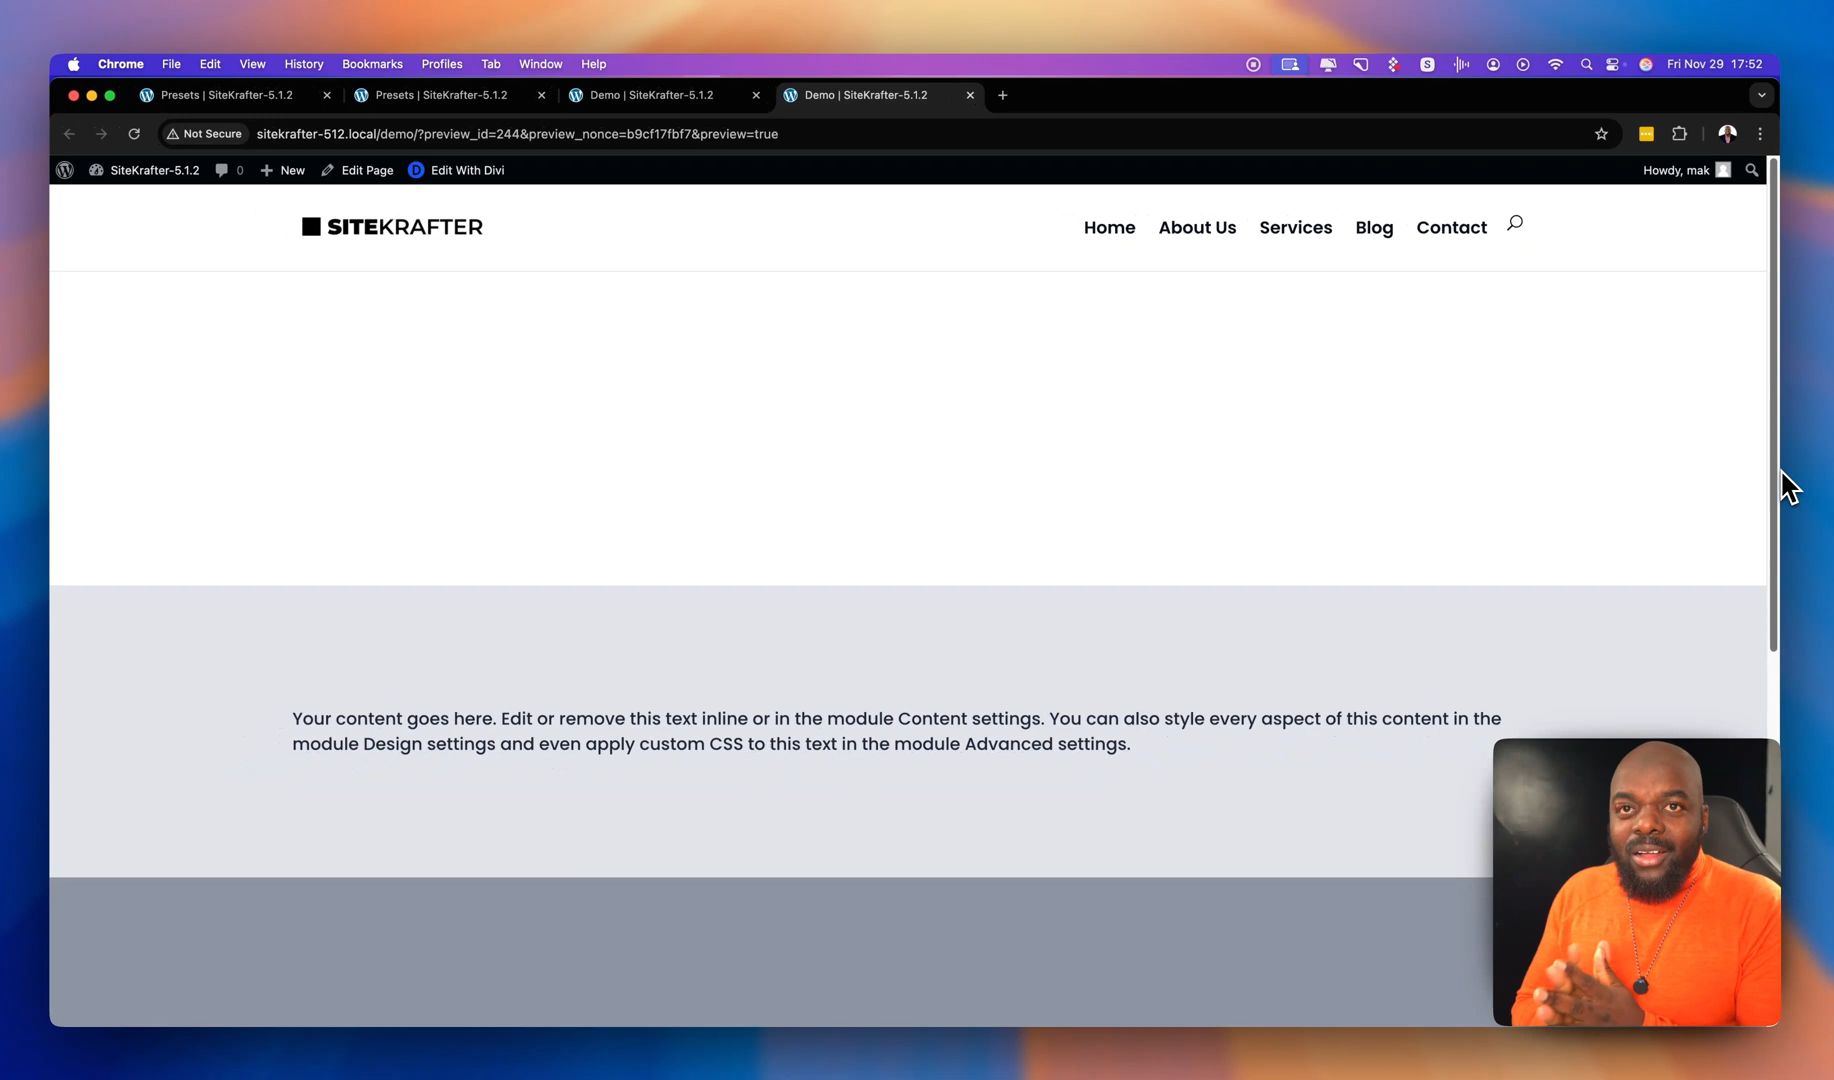 Chrome File Edit View History Bookmarks Profiles Tab Window Help S Fri Nov 29 17:52
Presets | SiteKrafter-5.1.2 Presets | SiteKrafter-5.1.2 Demo | SiteKrafter-5.1.2 Demo | SiteKrafter-5.1.2
Not Secure sitekrafter-512.local/demo/?preview_id=244&preview_nonce=b9cf17fbf7&preview=true
SiteKrafter-5.1.2 0 New Edit Page D Edit With Divi Howdy, mak
SITEKRAFTER Home About Us Services Blog Contact
Your content goes here. Edit or remove this text inline or in the module Content settings. You can also style every aspect of this content in the
module Design settings and even apply custom CSS to this text in the module Advanced settings.